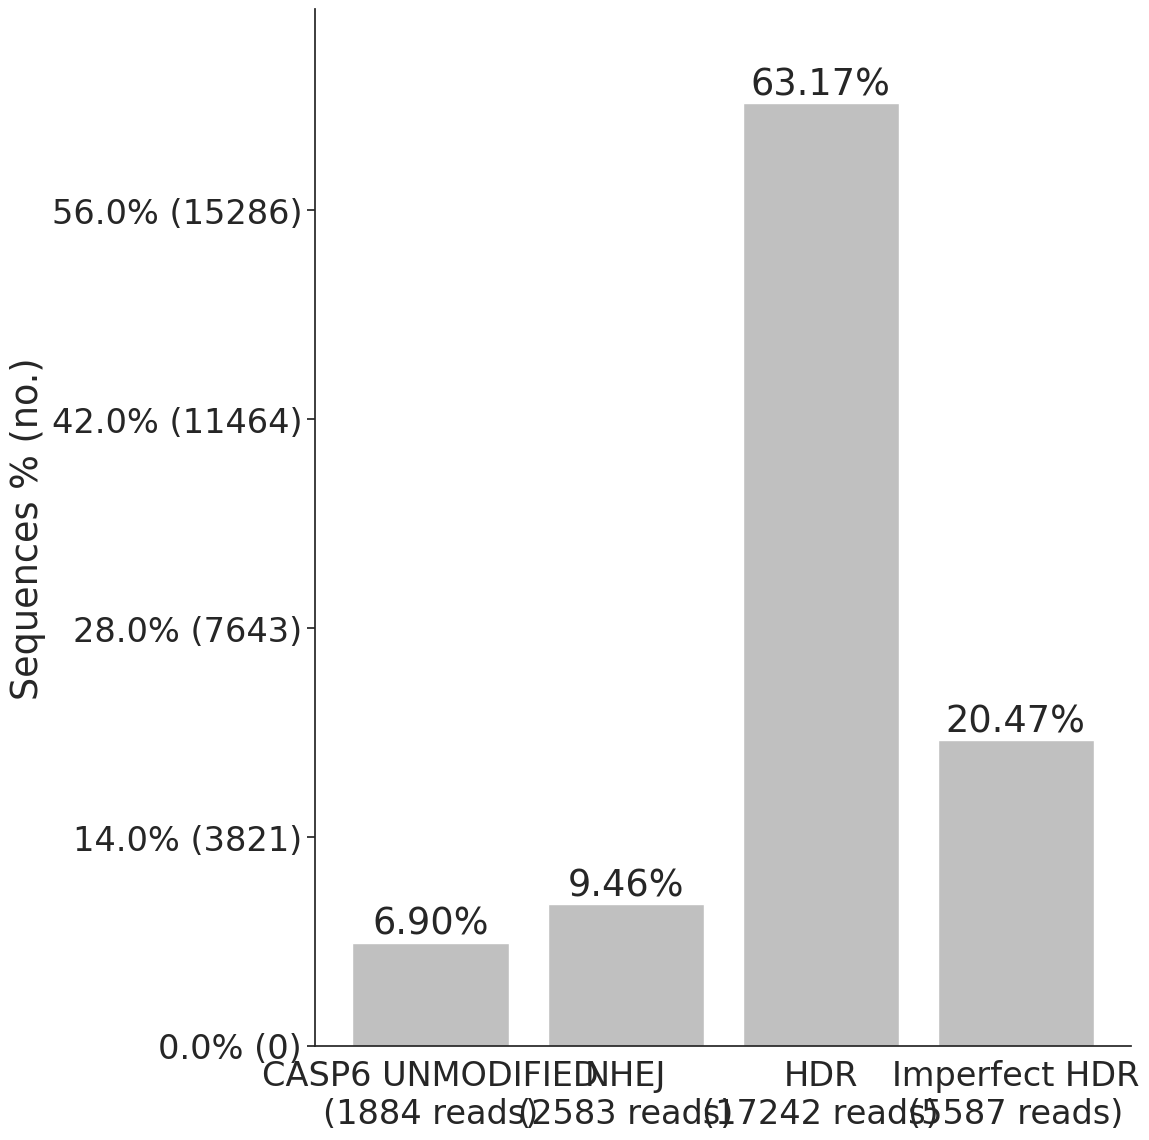 63.17%
56.0% (15286)
Sequences % (no.)
42.0% (11464)
28.0% (7643)
20.47%
14.0% (3821)
9.46%
6.90%
0.0% (0)
CASP6 UNMODIFIED
(1884 reads)
NHEJ
(2583 reads)
HDR
(17242 reads)
Imperfect HDR
(5587 reads)